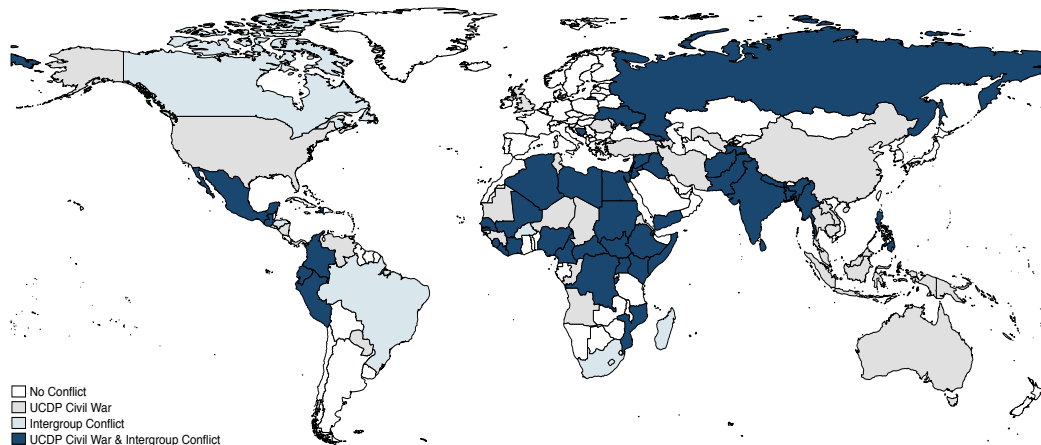 No Conflict
UCDP Civil War
Intergroup Conflict
UCDP Civil War & Intergroup Conflict